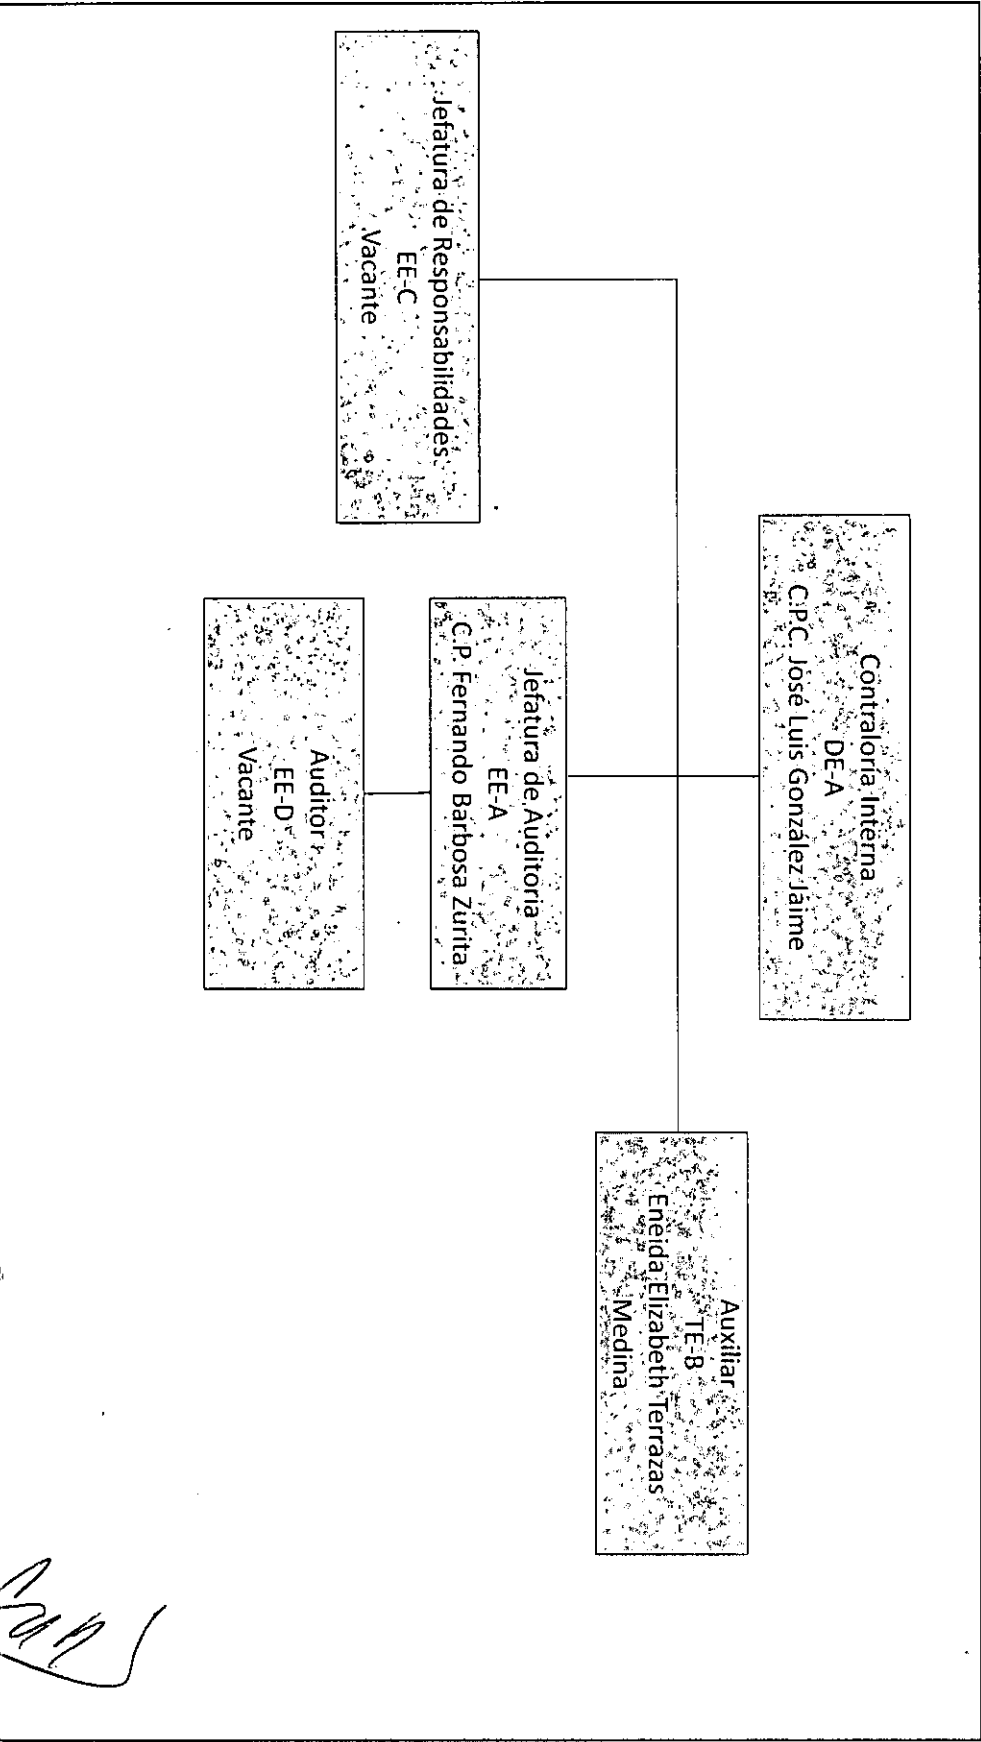 Contraloría Interna
DE-A
C.P.C. José Luis González Jaime
Auxiliar
TE-B
Eneida Elizabeth Terrazas
Medina
Jefatura de Responsabilidades
EE-C
Vacante
Jefatura de Auditoria
EE-A
C.P. Fernando Barbosa Zurita
Auditor
EE-D
Vacante